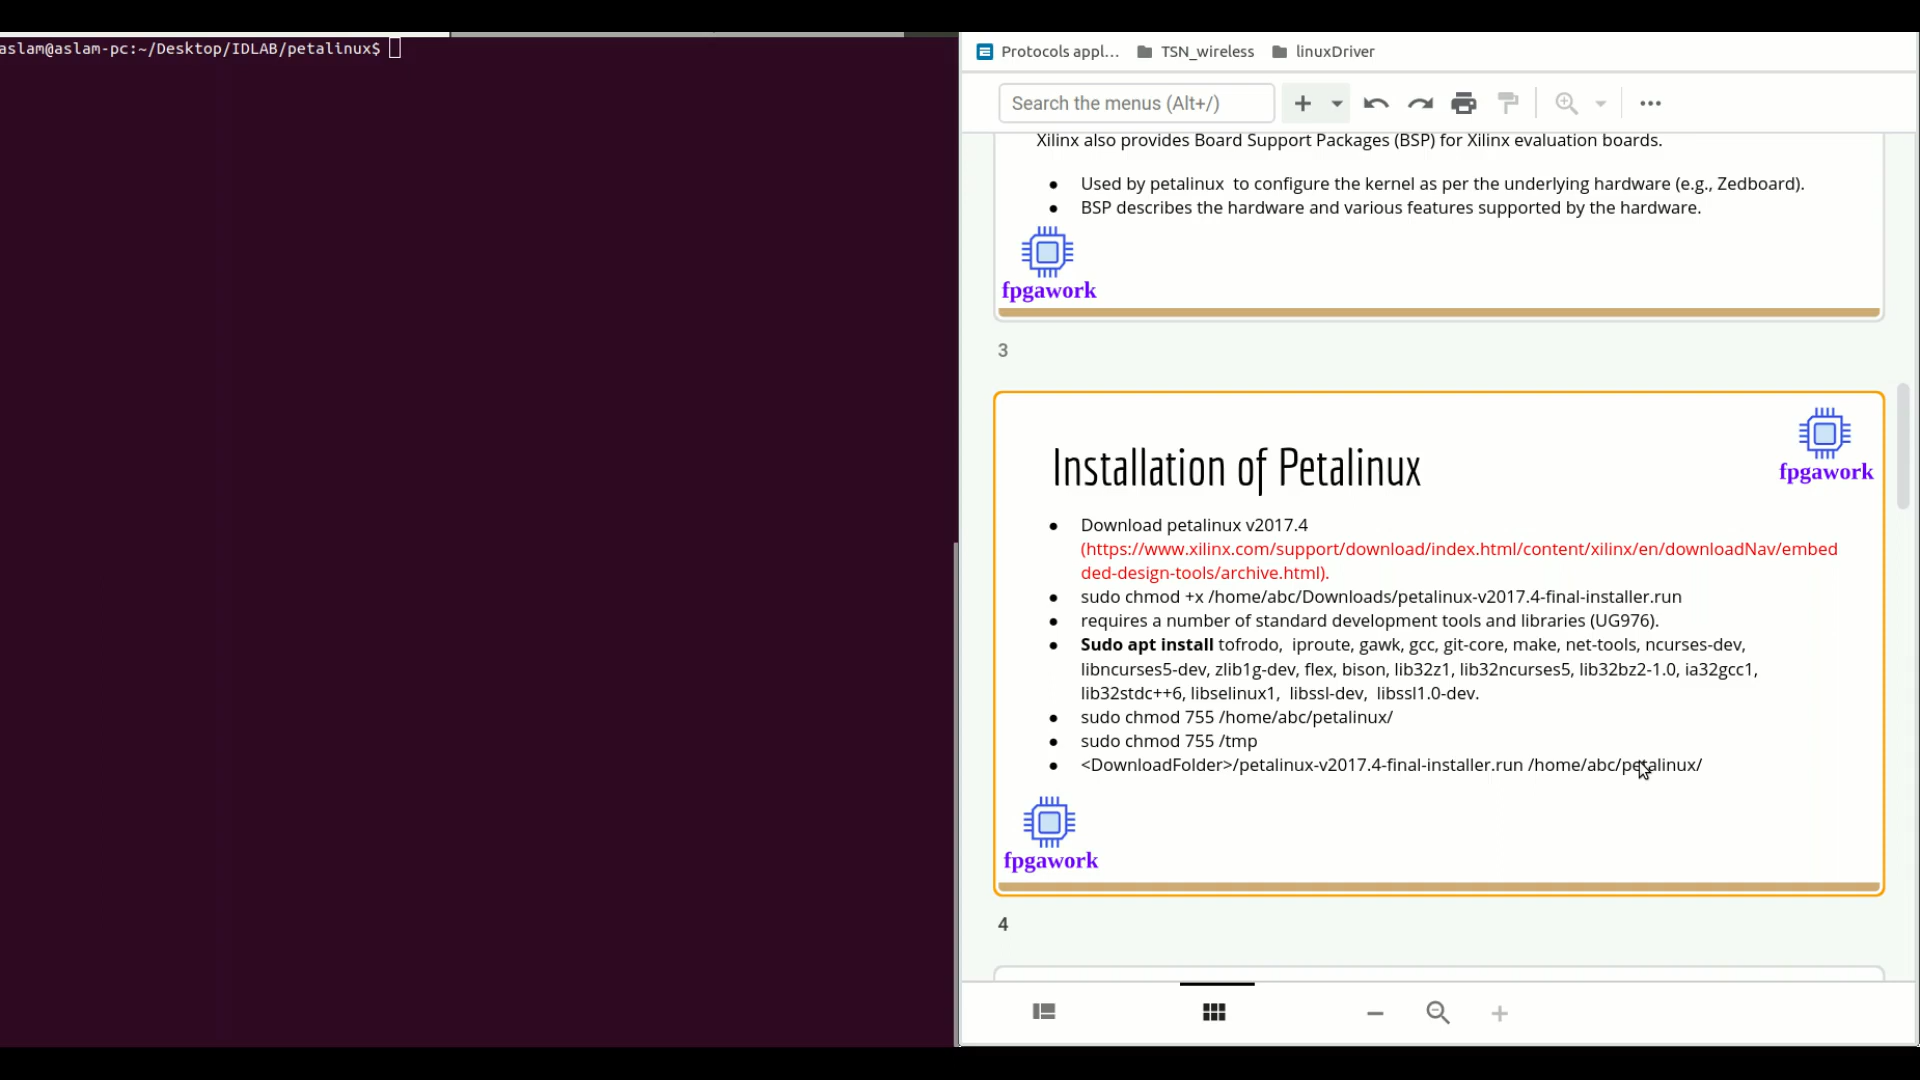 aslam@aslam-pc:~/Desktop/IDLAB/petalinux$
Protocols appl... TSN_wireless linuxDriver
Search the menus (Alt+/)
Xilinx also provides Board Support Packages (BSP) for Xilinx evaluation boards.
● Used by petalinux to configure the kernel as per the underlying hardware (e.g., Zedboard).
● BSP describes the hardware and various features supported by the hardware.
fpgawork
3
fpgawork
Installation of Petalinux
● Download petalinux v2017.4
(https://www.xilinx.com/support/download/index.html/content/xilinx/en/downloadNav/embed
ded-design-tools/archive.html).
● sudo chmod +x /home/abc/Downloads/petalinux-v2017.4-final-installer.run
● requires a number of standard development tools and libraries (UG976).
● Sudo apt install tofrodo, iproute, gawk, gcc, git-core, make, net-tools, ncurses-dev,
libncurses5-dev, zlib1g-dev, flex, bison, lib32z1, lib32ncurses5, lib32bz2-1.0, ia32gcc1,
lib32stdc++6, libselinux1, libssl-dev, libssl1.0-dev.
● sudo chmod 755 /home/abc/petalinux/
● sudo chmod 755 /tmp
● <DownloadFolder>/petalinux-v2017.4-final-installer.run /home/abc/petalinux/
fpgawork
4